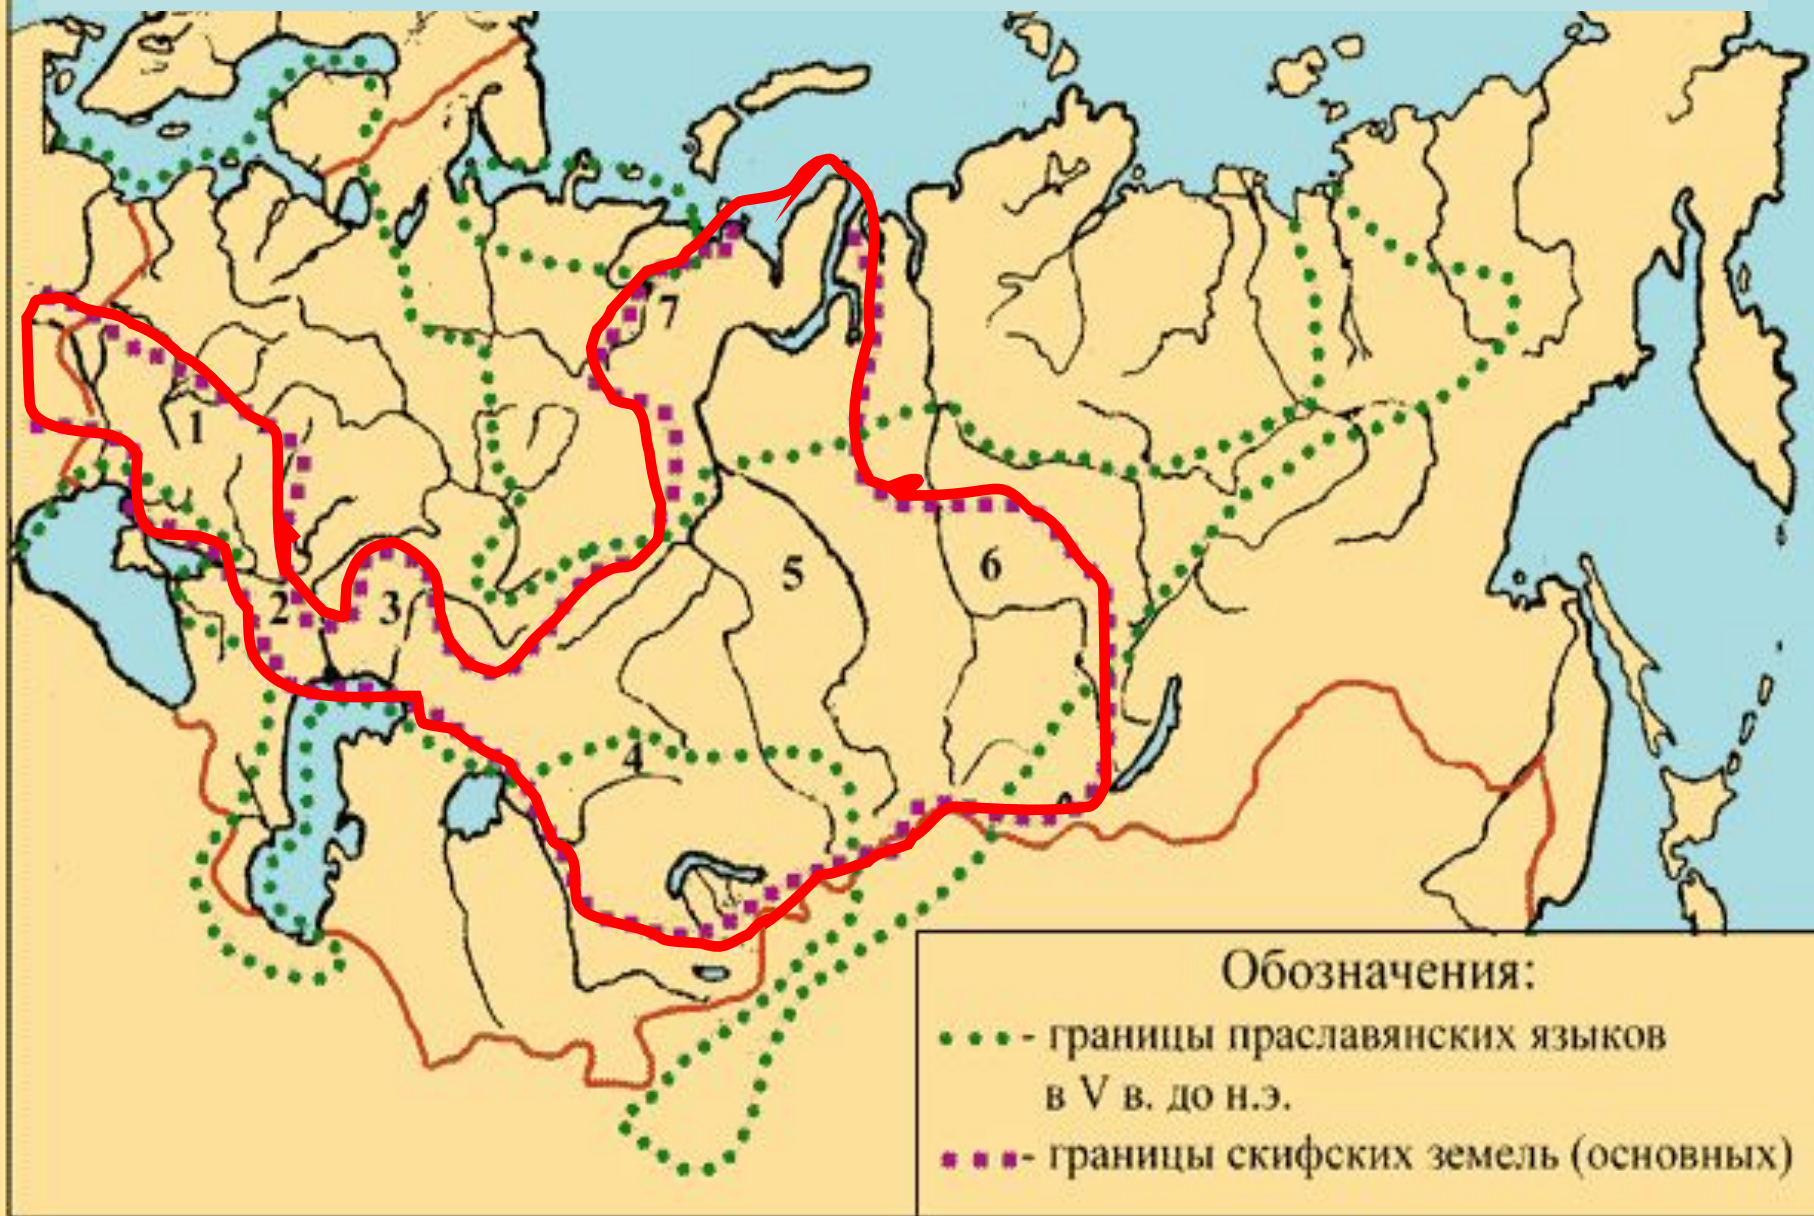 7
1
5
6
2
3
4
Обозначения:
- границы праславянских языков
в V в. до н.э.
- границы скифских земель (основных)